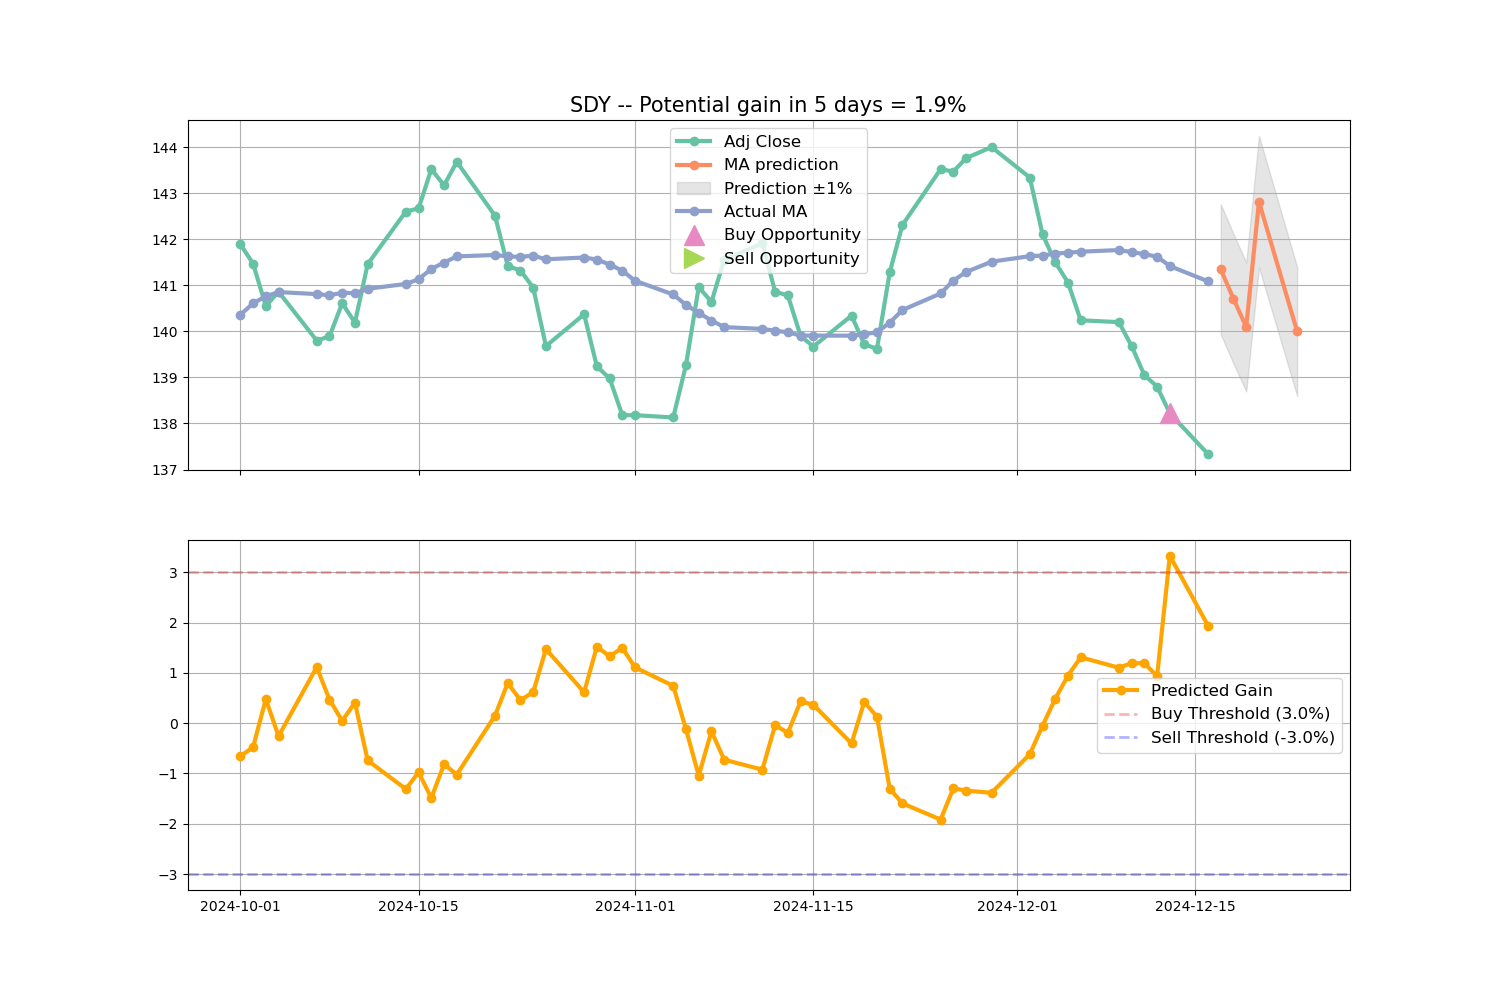 SDY -- Potential gain in 5 days = 1.9%
144
143
142
141
140
139
138
137
Adj Close
MA prediction
Prediction ±1%
Actual MA
Buy Opportunity
Sell Opportunity
3
2
1
0
−1
−2
−3
Predicted Gain
Buy Threshold (3.0%)
Sell Threshold (-3.0%)
2024-10-01
2024-10-15
2024-11-01
2024-11-15
2024-12-01
2024-12-15